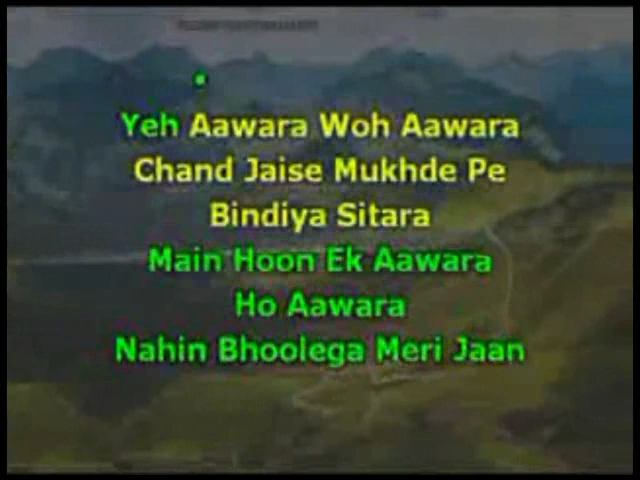 Yeh Aawara Woh Aawara
Chand Jaise Mukhde Pe
Bindiya Sitara
Main Hoon Ek Aawara
Ho Aawara
Nahin Bhoolega Meri Jaan